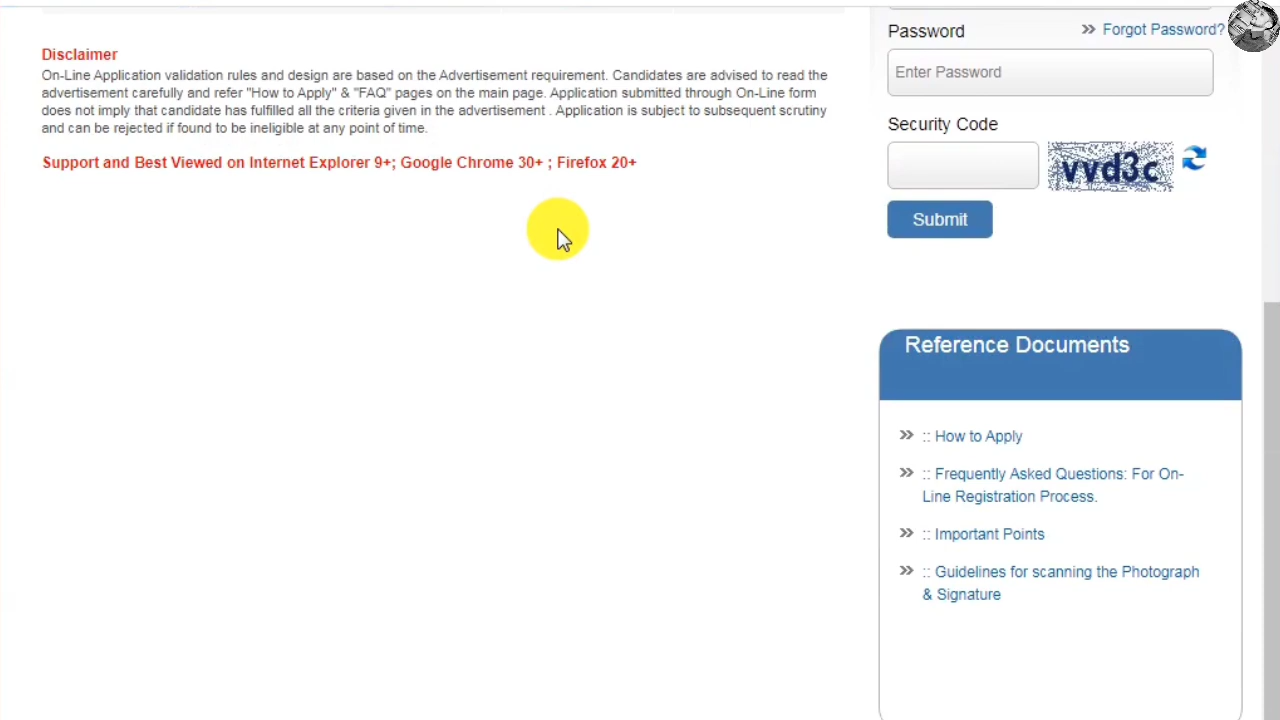 Disclaimer
On-Line Application validation rules and design are based on the Advertisement requirement. Candidates are advised to read the
advertisement carefully and refer "How to Apply" & "FAQ" pages on the main page. Application submitted through On-Line form
does not imply that candidate has fulfilled all the criteria given in the advertisement . Application is subject to subsequent scrutiny
and can be rejected if found to be ineligible at any point of time.
Support and Best Viewed on Internet Explorer 9+; Google Chrome 30+ ; Firefox 20+
Password
>> Forgot Password?
Enter Password
Security Code
vvd3c
Submit
Reference Documents
>> :: How to Apply
>> :: Frequently Asked Questions: For On-
Line Registration Process.
>> :: Important Points
>> :: Guidelines for scanning the Photograph
& Signature